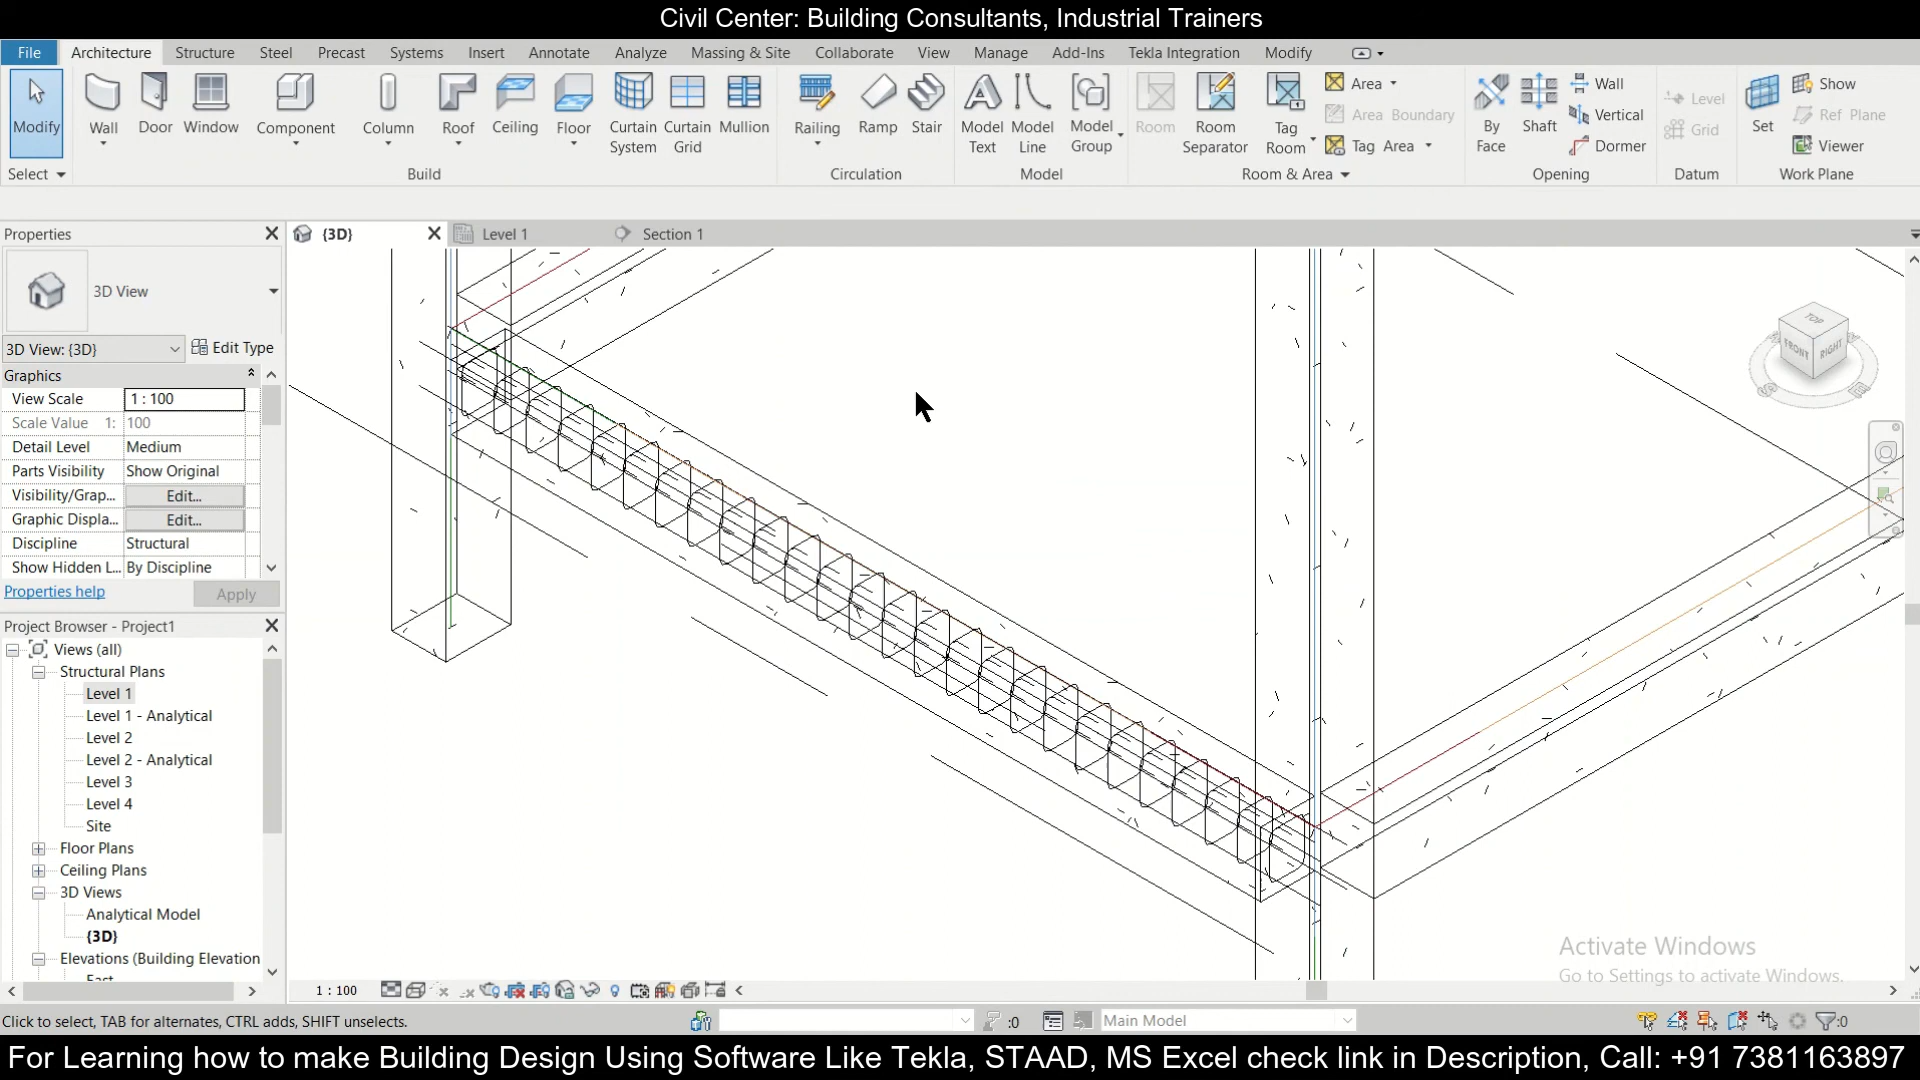 Civil Center: Building Consultants, Industrial Trainers
File Architecture Structure Steel Precast Systems Insert Annotate Analyze Massing & Site Collaborate View Manage Add-Ins Tekla Integration Modify
Modify Wall Door Window Component Column Roof Ceiling Floor Curtain System Curtain Grid Mullion Railing Ramp Stair Model Text Model Line Model Group Room Room Separator Tag Room Area Area Boundary Tag Area By Face Shaft Wall Vertical Dormer Level Grid Set Show Ref Plane Viewer
Select Build Circulation Model Room & Area Opening Datum Work Plane
Properties
{3D} Level 1 Section 1
3D View
3D View: {3D} Edit Type
Graphics
View Scale 1 : 100
Scale Value 1: 100
Detail Level Medium
Parts Visibility Show Original
Visibility/Grap... Edit...
Graphic Displa... Edit...
Discipline Structural
Show Hidden L... By Discipline
Properties help Apply
Project Browser - Project1
Views (all)
Structural Plans
Level 1
Level 1 - Analytical
Level 2
Level 2 - Analytical
Level 3
Level 4
Site
Floor Plans
Ceiling Plans
3D Views
Analytical Model
{3D}
Elevations (Building Elevation
East
TOP
FRONT RIGHT
Activate Windows
Go to Settings to activate Windows.
1 : 100
Click to select, TAB for alternates, CTRL adds, SHIFT unselects. :0 Main Model :0
For Learning how to make Building Design Using Software Like Tekla, STAAD, MS Excel check link in Description, Call: +91 7381163897